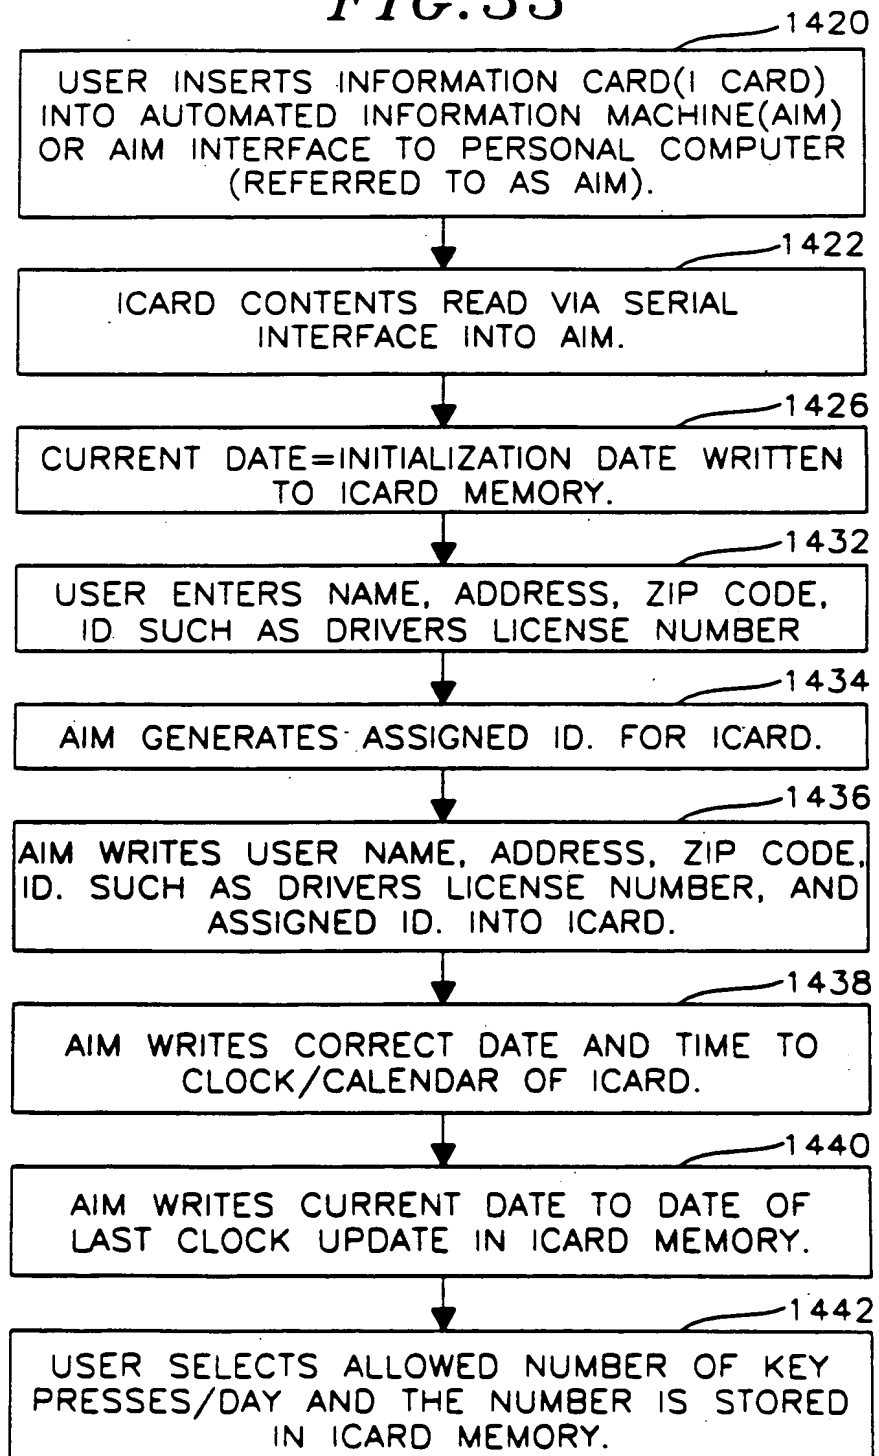 FIG.33
1420
USER INSERTS INFORMATION CARD(I CARD)
INTO AUTOMATED INFORMATION MACHINE(AIM)
OR AIM INTERFACE TO PERSONAL COMPUTER
(REFERRED TO AS AIM).
1422
ICARD CONTENTS READ VIA SERIAL
INTERFACE INTO AIM.
1426
CURRENT DATE=INITIALIZATION DATE WRITTEN
TO ICARD MEMORY.
1432
USER ENTERS NAME, ADDRESS, ZIP CODE,
ID SUCH AS DRIVERS LICENSE NUMBER
1434
AIM GENERATES ASSIGNED ID. FOR ICARD.
1436
AIM WRITES USER NAME, ADDRESS, ZIP CODE,
ID. SUCH AS DRIVERS LICENSE NUMBER, AND
ASSIGNED ID. INTO ICARD.
1438
AIM WRITES CORRECT DATE AND TIME TO
CLOCK/CALENDAR OF ICARD.
1440
AIM WRITES CURRENT DATE TO DATE OF
LAST CLOCK UPDATE IN ICARD MEMORY.
1442
USER SELECTS ALLOWED NUMBER OF KEY
PRESSES/DAY AND THE NUMBER IS STORED
IN ICARD MEMORY.